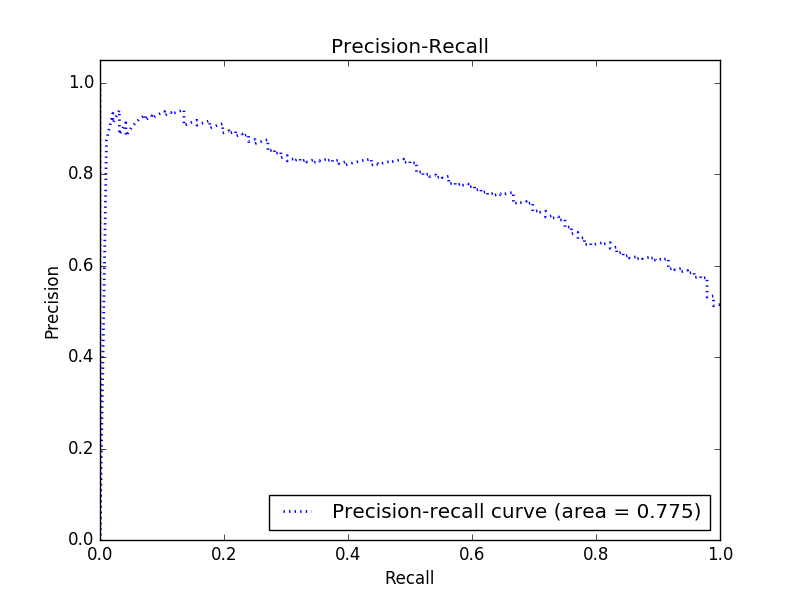 Precision-Recall
1.0
0.8
0.6
0.4
0.2
0.0
Precision
0.0 0.2 0.4 0.6 0.8 1.0
Recall
Precision-recall curve (area = 0.775)